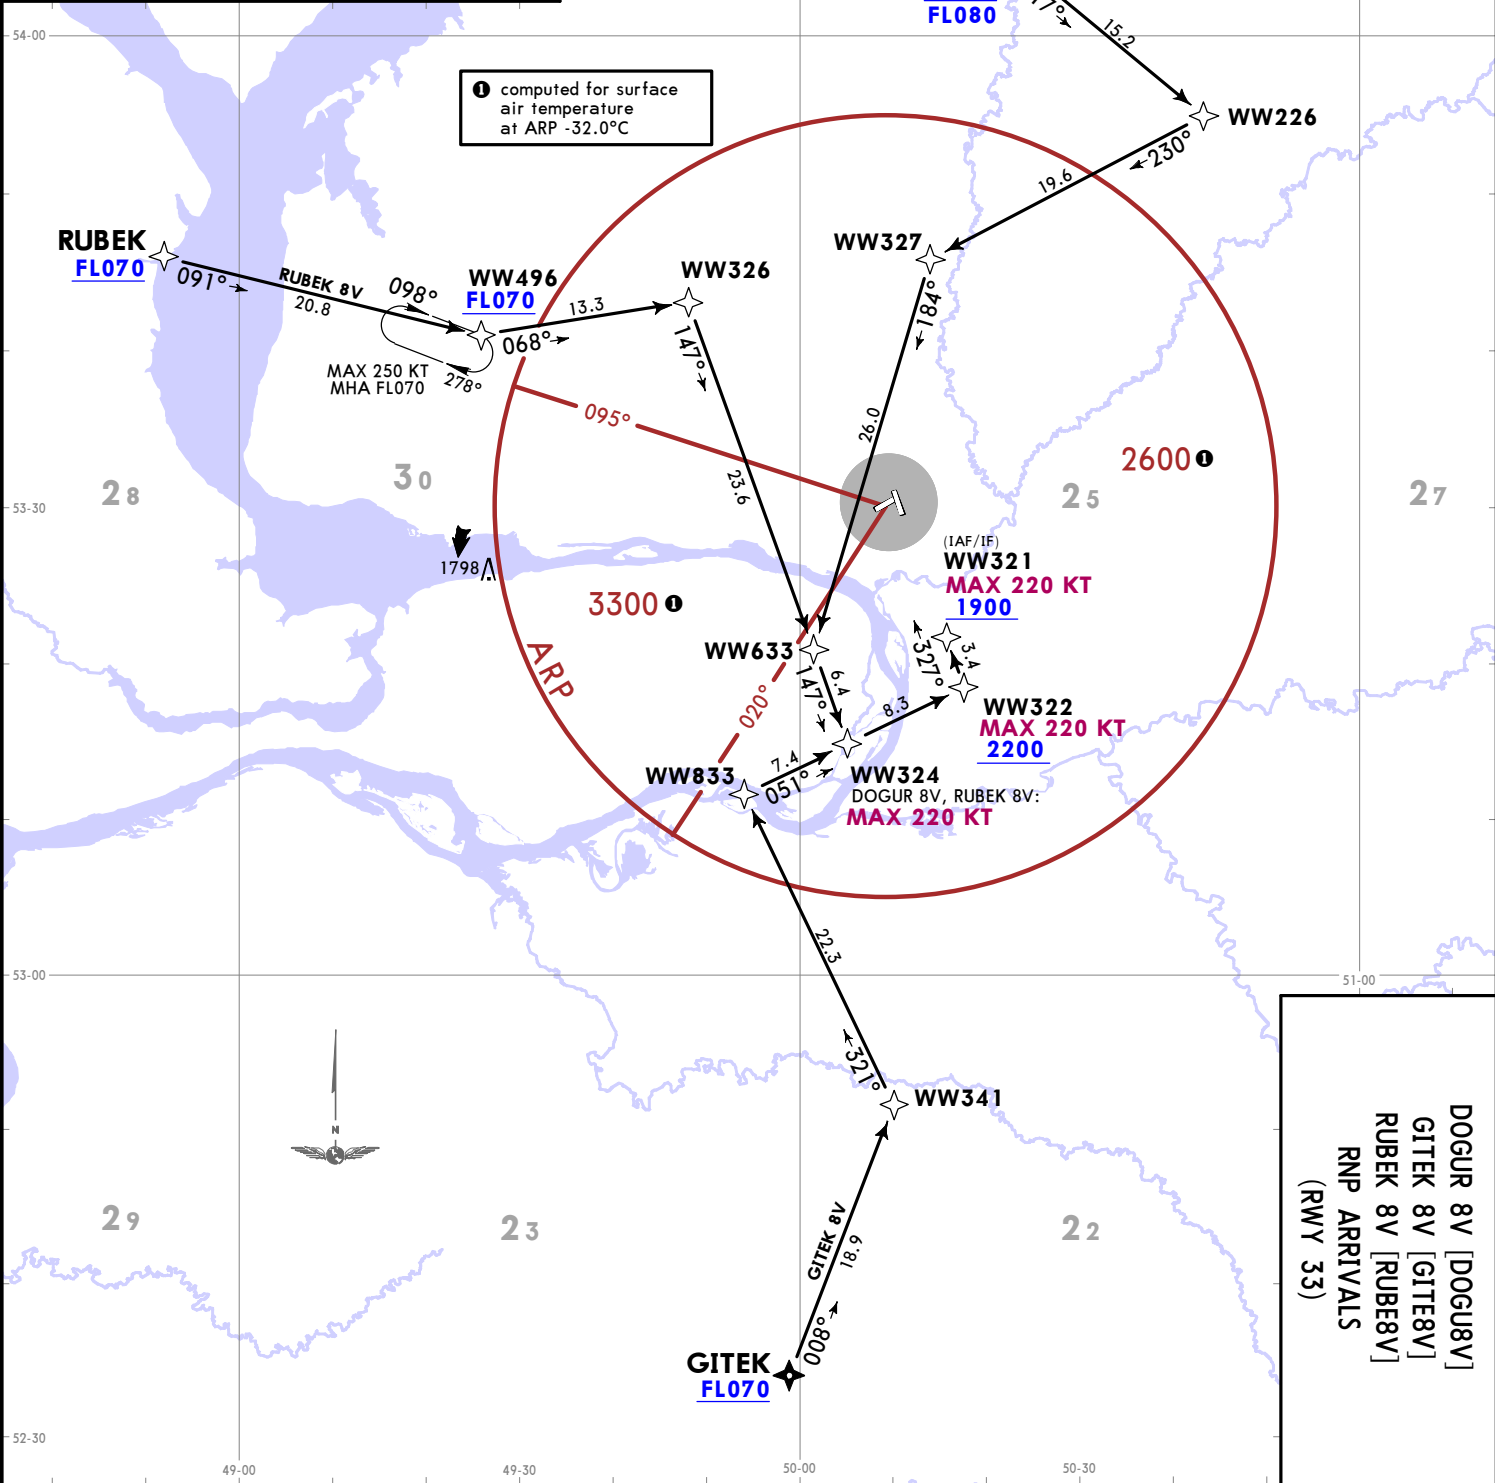 FL080
17°
15.2
54-00
❶ computed for surface
air temperature
at ARP -32.0°C
WW226
230°
19.6
RUBEK
FL070
091°
RUBEK 8V
20.8
098°
WW496
FL070
MAX 250 KT
MHA FL070
278°
068°
13.3
WW326
147°
23.6
WW327
184°
26.0
095°
2600 ❶
28
30
25
27
53-30
1798
3300 ❶
ARP
020°
(IAF/IF)
WW321
MAX 220 KT
1900
327°
3.4
WW633
147°
6.4
8.3
WW322
MAX 220 KT
2200
WW833
7.4
051°
WW324
DOGUR 8V, RUBEK 8V:
MAX 220 KT
22.3
53-00
51-00
321°
WW341
N
29
23
22
GITEK 8V
18.9
008°
GITEK
FL070
DOGUR 8V [DOGU8V]
GITEK 8V [GITE8V]
RUBEK 8V [RUBE8V]
RNP ARRIVALS
(RWY 33)
52-30
49-00
49-30
50-00
50-30